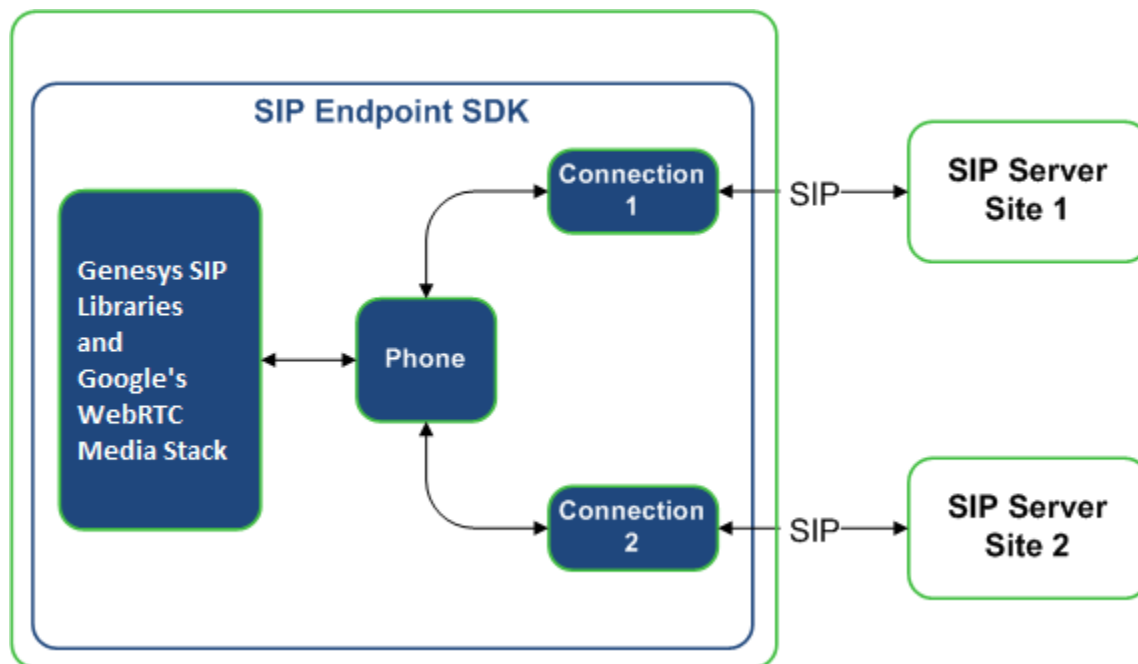 SIP Endpoint SDK
Connection
1
SIP
SIP Server
Site 1
Genesys SIP
Libraries
and
Google's
WebRTC
Media Stack
Phone
Connection
2
SIP
SIP Server
Site 2